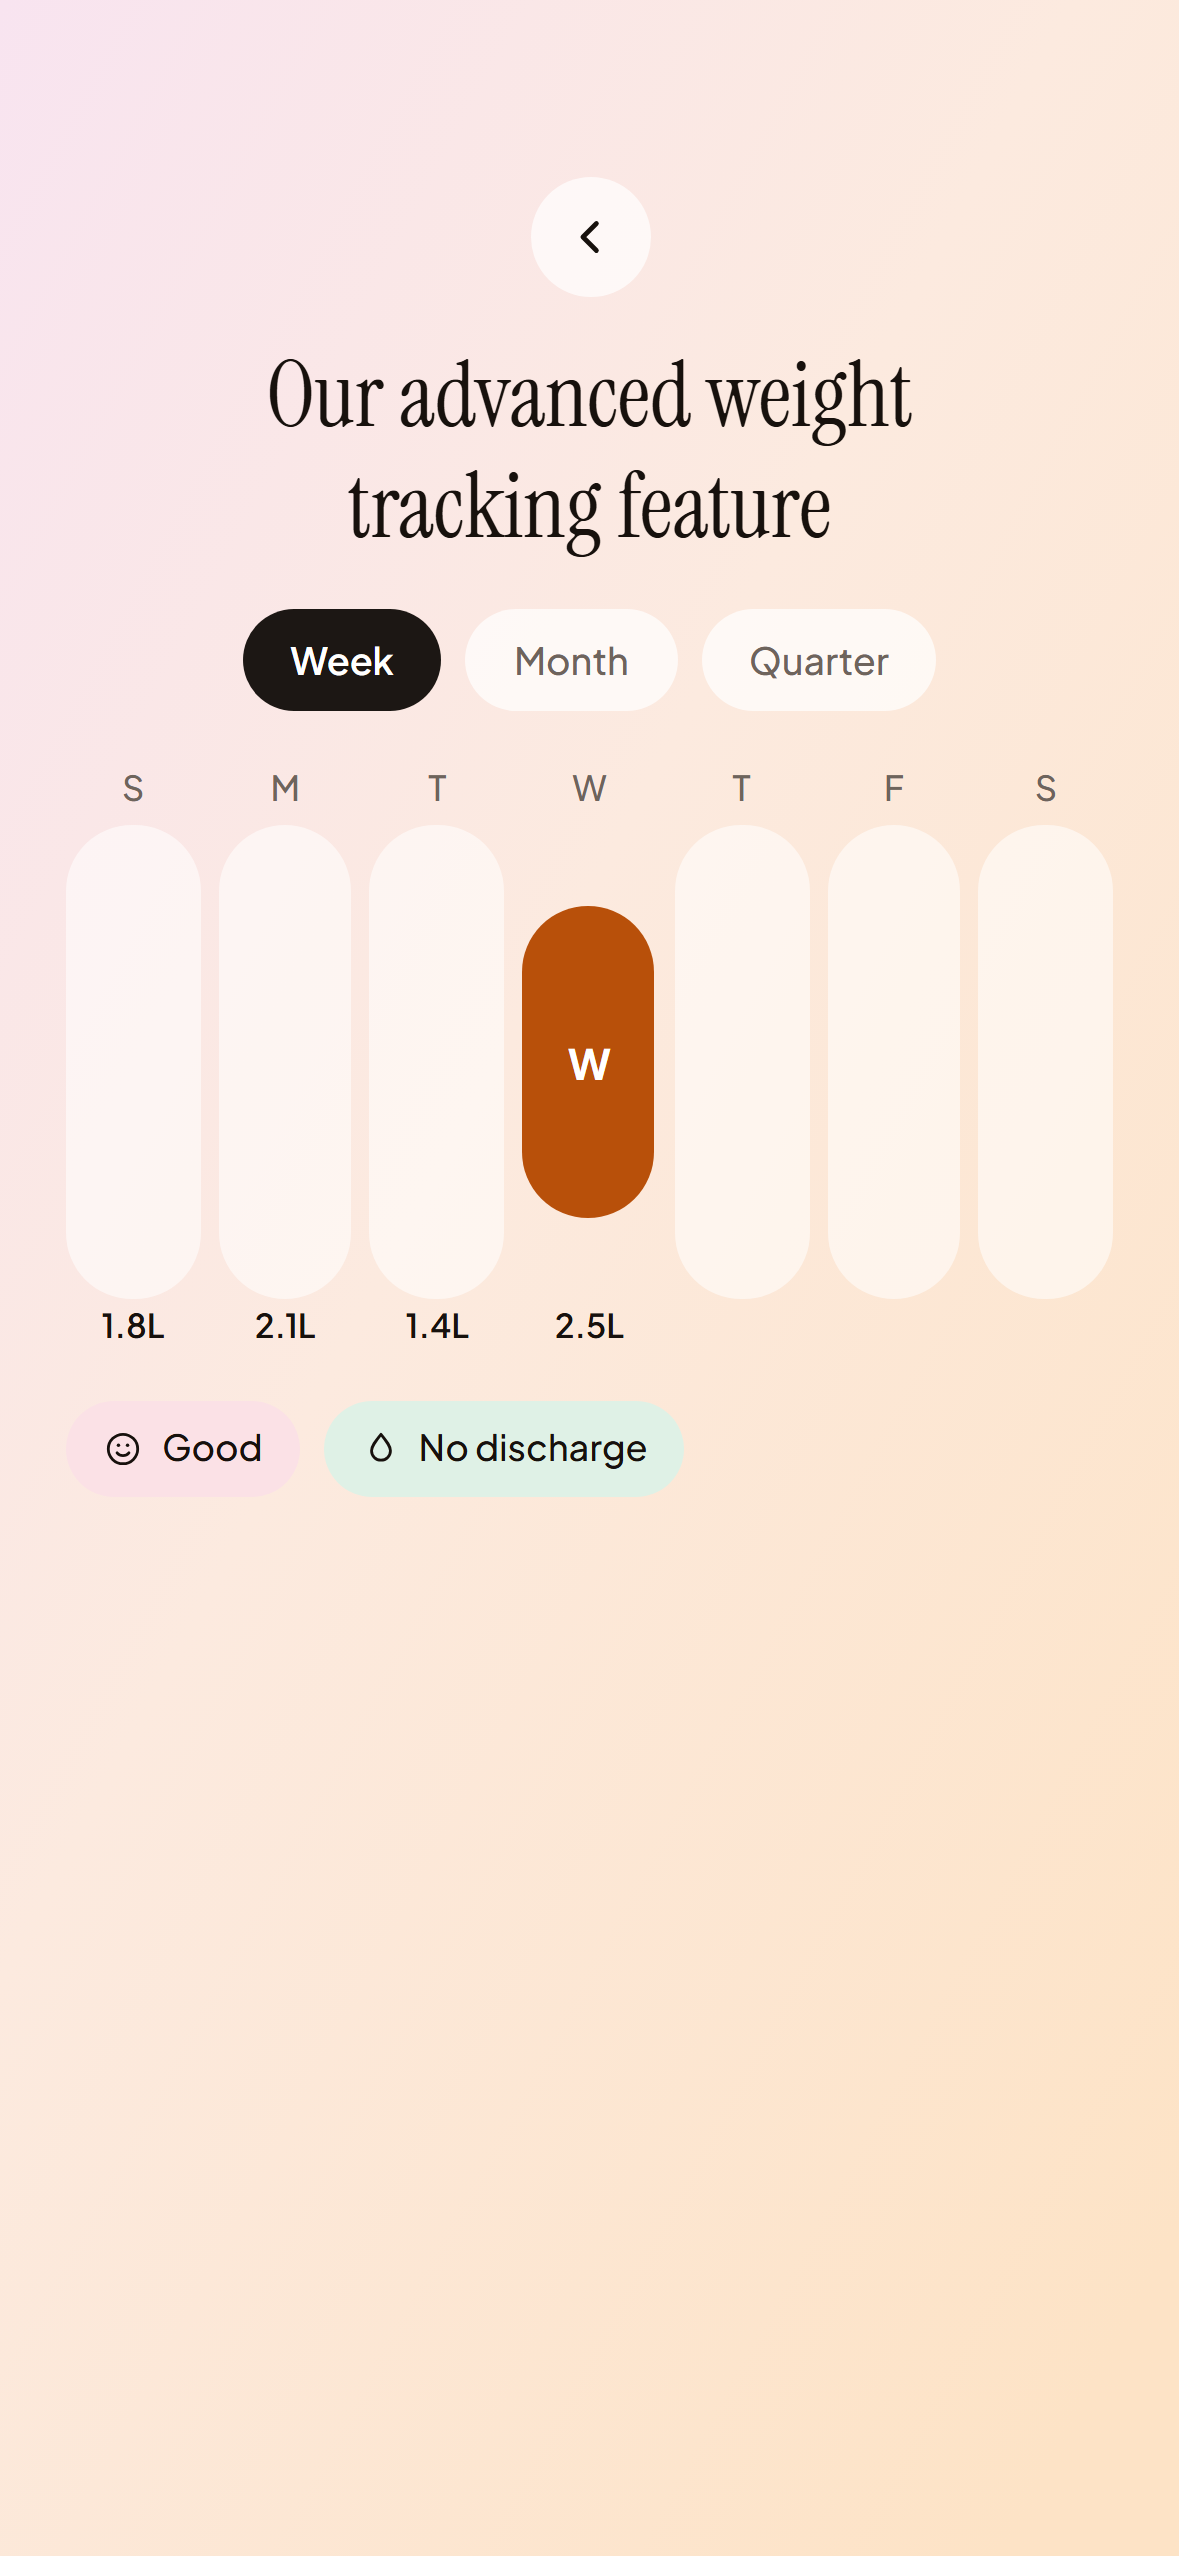 Our advanced weight
tracking feature
Week Month Quarter
S M T W T F S
W
1.8L 2.1L 1.4L 2.5L
Good No discharge